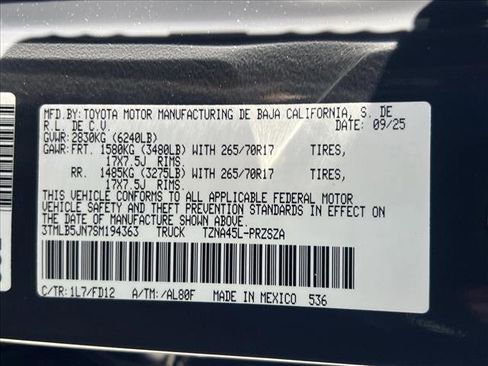 MFD.BY:TOYOTA MOTOR MANUFACTURING DE BAJA CALIFORNIA, S. DE
R.L. DE C.V. DATE: 09/25
GVWR: 2830KG (6240LB)
GAWR:FRT. 1580KG (3480LB) WITH 265/70R17 TIRES,
17X7.5J RIMS.
RR. 1485KG (3275LB) WITH 265/70R17 TIRES,
17X7.5J RIMS.
THIS VEHICLE CONFORMS TO ALL APPLICABLE FEDERAL MOTOR
VEHICLE SAFETY AND THEFT PREVENTION STANDARDS IN EFFECT ON
THE DATE OF MANUFACTURE SHOWN ABOVE.
3TMLB5JN7SM194363 TRUCK TZNA45L-PRZSZA
C/TR: 1L7/FD12 A/TM: /AL80F MADE IN MEXICO 536